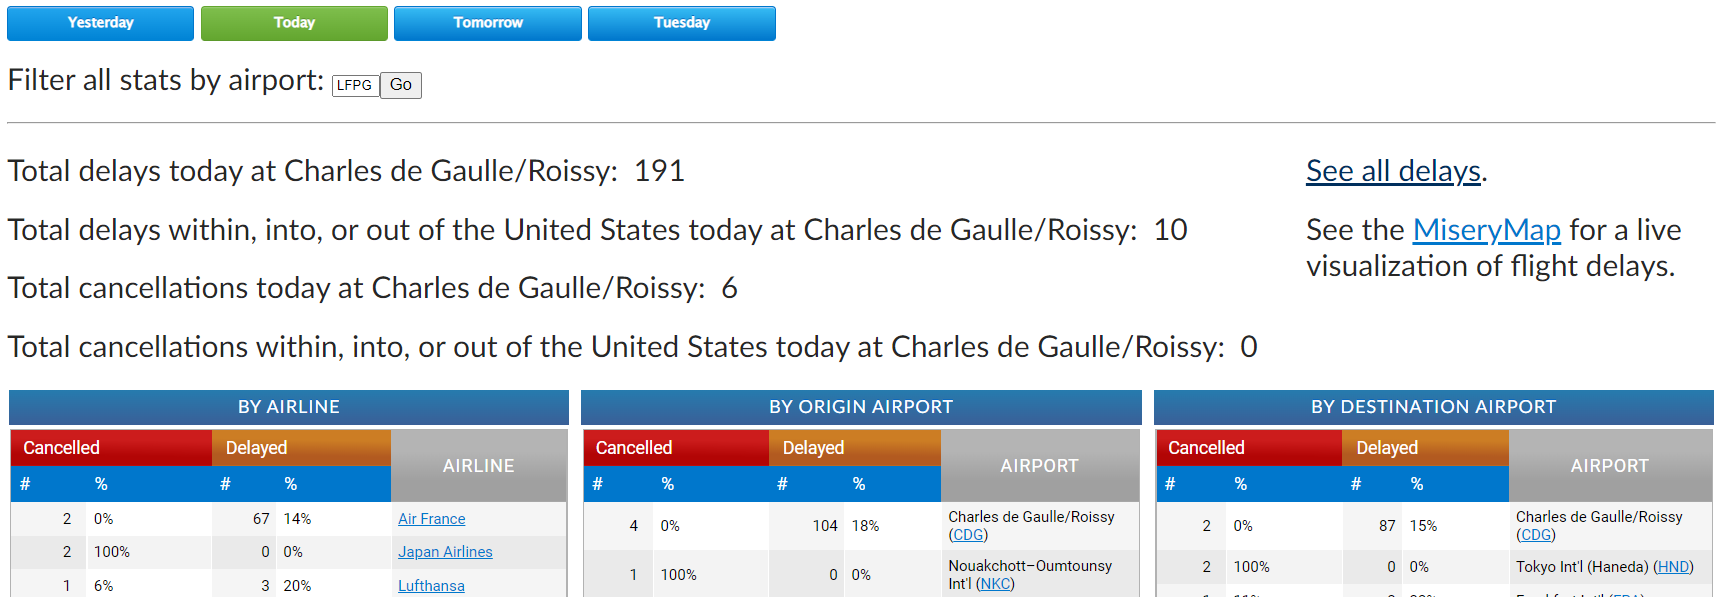 Yesterday Today Tomorrow Tuesday
Filter all stats by airport: LFPG Go
Total delays today at Charles de Gaulle/Roissy: 191
See all delays.
Total delays within, into, or out of the United States today at Charles de Gaulle/Roissy: 10
See the MiseryMap for a live
visualization of flight delays.
Total cancellations today at Charles de Gaulle/Roissy: 6
Total cancellations within, into, or out of the United States today at Charles de Gaulle/Roissy: 0
BY AIRLINE
Cancelled Delayed AIRLINE
# % # %
2 0% 67 14% Air France
2 100% 0 0% Japan Airlines
1 6% 3 20% Lufthansa
BY ORIGIN AIRPORT
Cancelled Delayed AIRPORT
# % # %
4 0% 104 18% Charles de Gaulle/Roissy
(CDG)
1 100% 0 0% Nouakchott–Oumtounsy
Int'l (NKC)
BY DESTINATION AIRPORT
Cancelled Delayed AIRPORT
# % # %
2 0% 87 15% Charles de Gaulle/Roissy
(CDG)
2 100% 0 0% Tokyo Int'l (Haneda) (HND)